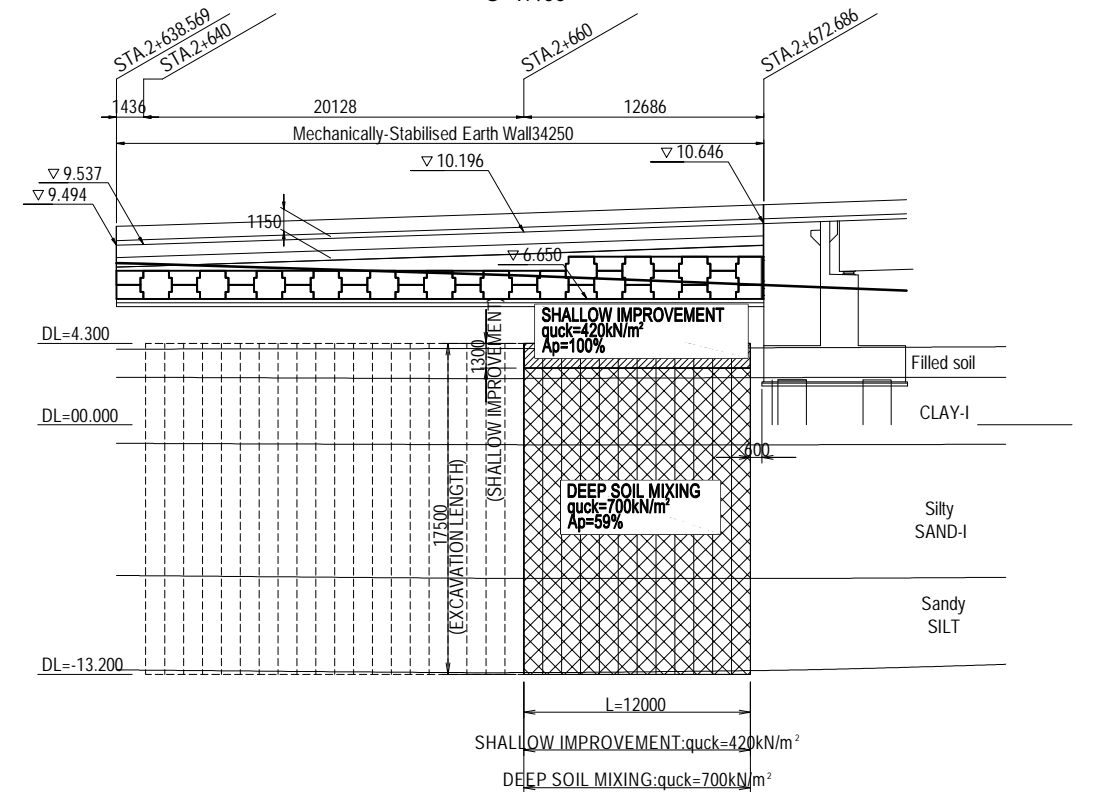 STA.2+638.569
STA.2+640
STA.2+660
STA.2+672.686
1436
20128
12686
Mechanically-Stabilised Earth Wall34250
▽ 9.537
▽ 9.494
▽ 10.196
▽ 10.646
1150
▽ 6.650
SHALLOW IMPROVEMENT
quck=420kN/m²
Ap=100%
DL=4.300
1300
(SHALLOW IMPROVEMENT)
Filled soil
DL=00.000
CLAY-I
600
17500
(EXCAVATION LENGTH)
DEEP SOIL MIXING
quck=700kN/m²
Ap=59%
Silty
SAND-I
Sandy
SILT
DL=-13.200
L=12000
SHALLOW IMPROVEMENT:quck=420kN/m²
DEEP SOIL MIXING:quck=700kN/m²